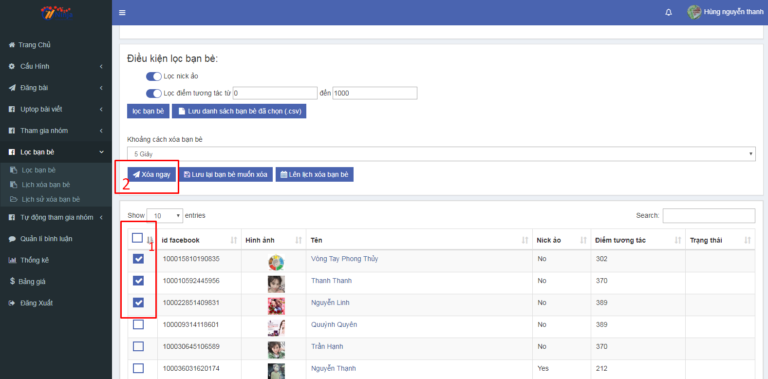 Hùng nguyễn thanh
Trang Chủ
Cấu Hình
Đăng bài
Uptop bài viết
Tham gia nhóm
Lọc bạn bè
Lọc bạn bè
Lịch xóa bạn bè
Lịch sử xóa bạn bè
Tự động tham gia nhóm
Quản lí bình luận
Thống kê
Bảng giá
Đăng Xuất
Điều kiện lọc bạn bè:
Lọc nick ảo
Lọc điểm tương tác từ 0 đến 1000
lọc bạn bè Lưu danh sách bạn bè đã chọn (.csv)
Khoảng cách xóa bạn bè
5 Giây
2 Xóa ngay Lưu lại bạn bè muốn xóa Lên lịch xóa bạn bè
Show 10 entries Search:
1 id facebook Hình ảnh Tên Nick ảo Điểm tương tác Trạng thái
100015810190835 Vòng Tay Phong Thủy No 302
100010592445956 Thanh Thanh No 370
100022851409831 Nguyễn Linh No 389
100009314118601 Quuỳnh Quyên No 389
100030648106589 Trần Hạnh No 370
100036031620174 Nguyễn Thạnh Yes 212